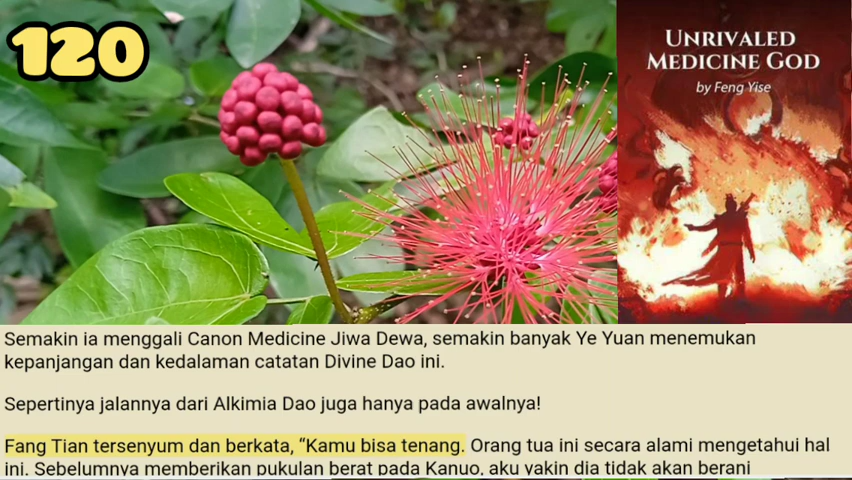 120
UNRIVALED
MEDICINE GOD
by Feng Yise
Semakin ia menggali Canon Medicine Jiwa Dewa, semakin banyak Ye Yuan menemukan
kepanjangan dan kedalaman catatan Divine Dao ini.
Sepertinya jalannya dari Alkimia Dao juga hanya pada awalnya!
Fang Tian tersenyum dan berkata, “Kamu bisa tenang. Orang tua ini secara alami mengetahui hal
ini. Sebelumnya memberikan pukulan berat pada Kanuo, aku yakin dia tidak akan berani